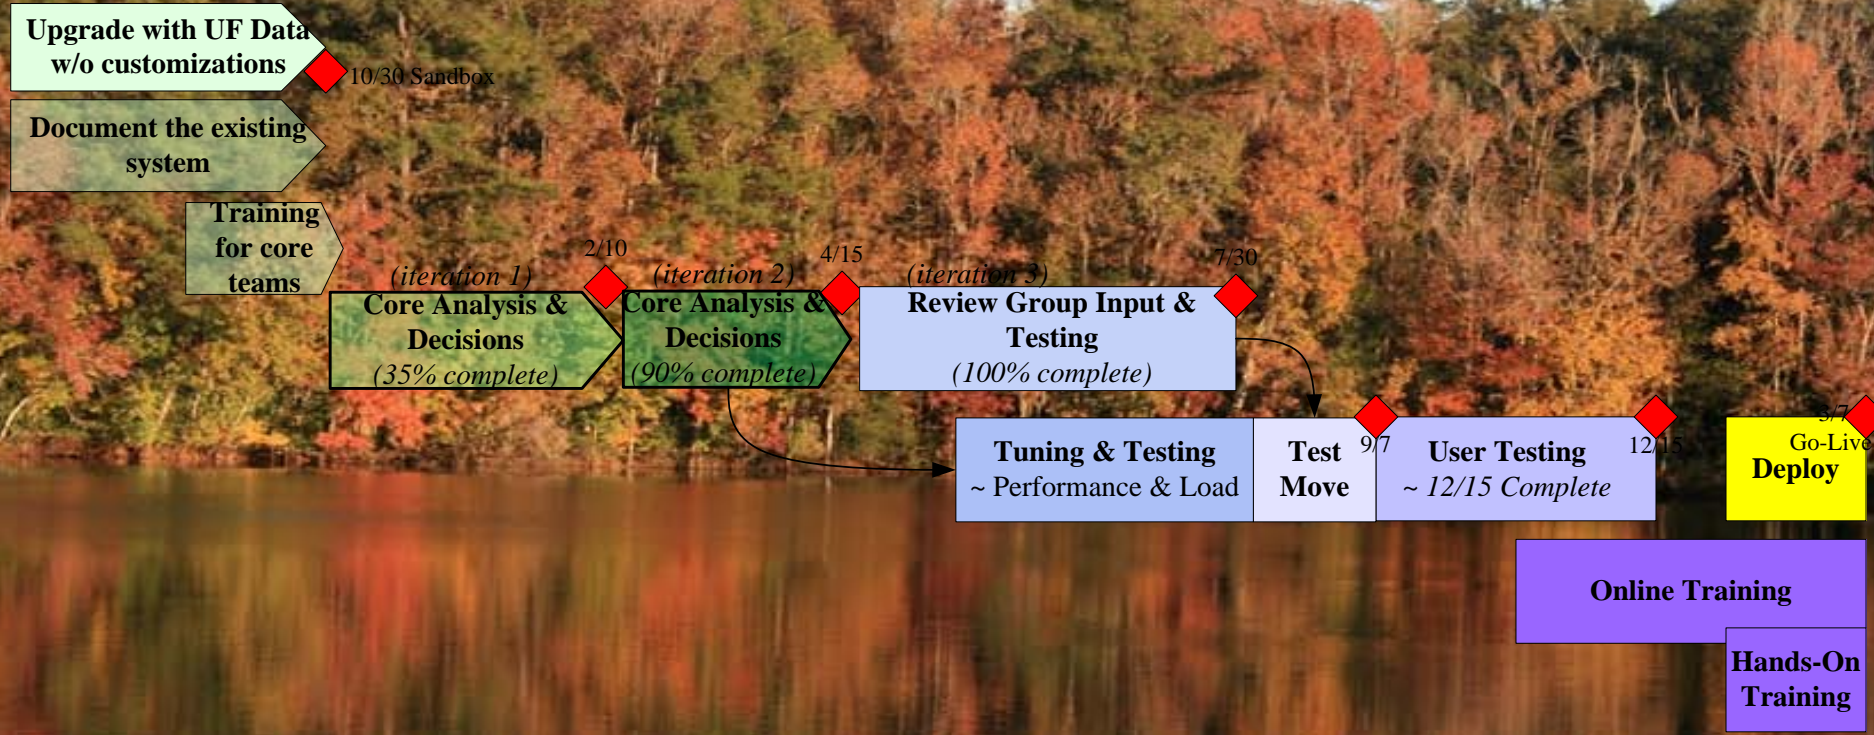 Upgrade with UF Data
w/o customizations
10/30 Sandbox
Document the existing
system
Training
for core
teams
(iteration 1)
2/10
Core Analysis &
Decisions
(35% complete)
(iteration 2)
4/15
Core Analysis &
Decisions
(90% complete)
(iteration 3)
7/30
Review Group Input &
Testing
(100% complete)
Tuning & Testing
~ Performance & Load
Test
Move
9/7
User Testing
~ 12/15 Complete
12/15
3/7
Go-Live
Deploy
Online Training
Hands-On
Training